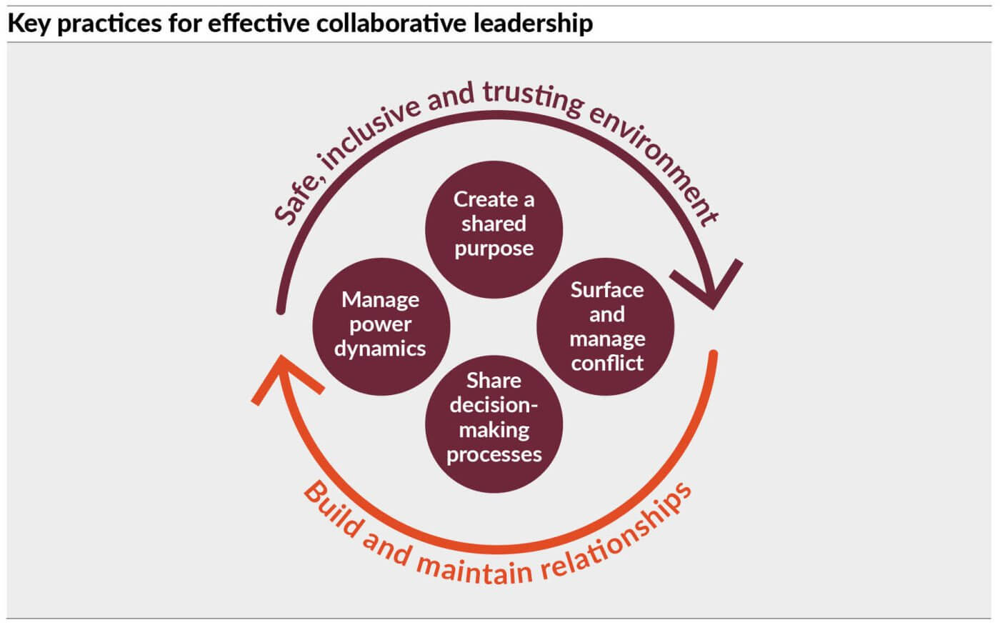 Key practices for effective collaborative leadership
Safe, inclusive and trusting environment
Create a
shared
purpose
Manage
power
dynamics
Surface
and
manage
conflict
Share
decision-
making
processes
Build and maintain relationships